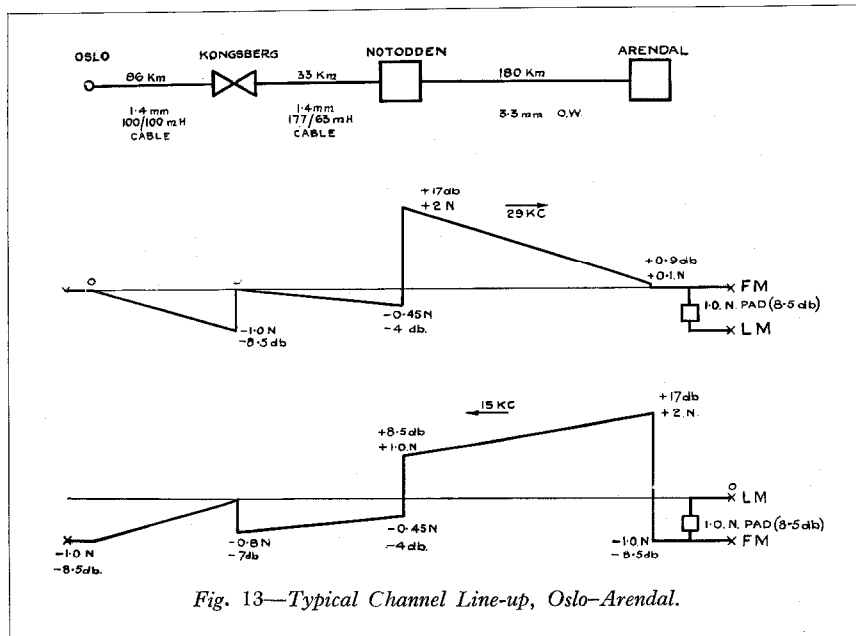 OSLO
KONGSBERG
NOTODDEN
ARENDAL
86 Km
33 Km
180 Km
1·4 mm
100/100 mH
CABLE
1·4 mm
177/63 mH
CABLE
3·3 mm O.W.
+17db
+2 N
29 KC
+0·9db
+0·1 N
O
FM
1·0. N. PAD (8·5 db)
LM
-1·0 N
-8·5db
-0·45N
-4 db.
15 KC
+17db
+2 N.
+8·5db
+1·0. N
O
LM
1·0. N. PAD (8·5db)
FM
-1·0 N
-8·5db.
-0·8 N
-7db
-0·45N
-4db.
-1·0. N
-8·5db
Fig. 13—Typical Channel Line-up, Oslo–Arendal.